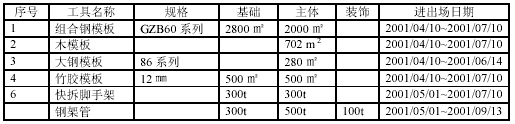 序号 工具名称 规格 基础 主体 装饰 进出场日期
1 组合钢模板 GZB60 系列 2800 ㎡ 2000 ㎡ 2001/04/10~2001/07/10
2 木模板 702 m² 2001/04/10~2001/07/10
3 大钢模板 86 系列 280 ㎡ 2001/04/10~2001/06/14
4 竹胶模板 12 ㎜ 500 ㎡ 500 ㎡ 2001/04/10~2001/07/10
6 快拆脚手架 300t 300t 2001/05/01~2001/07/10
钢架管 300t 500t 100t 2001/05/01~2001/09/13